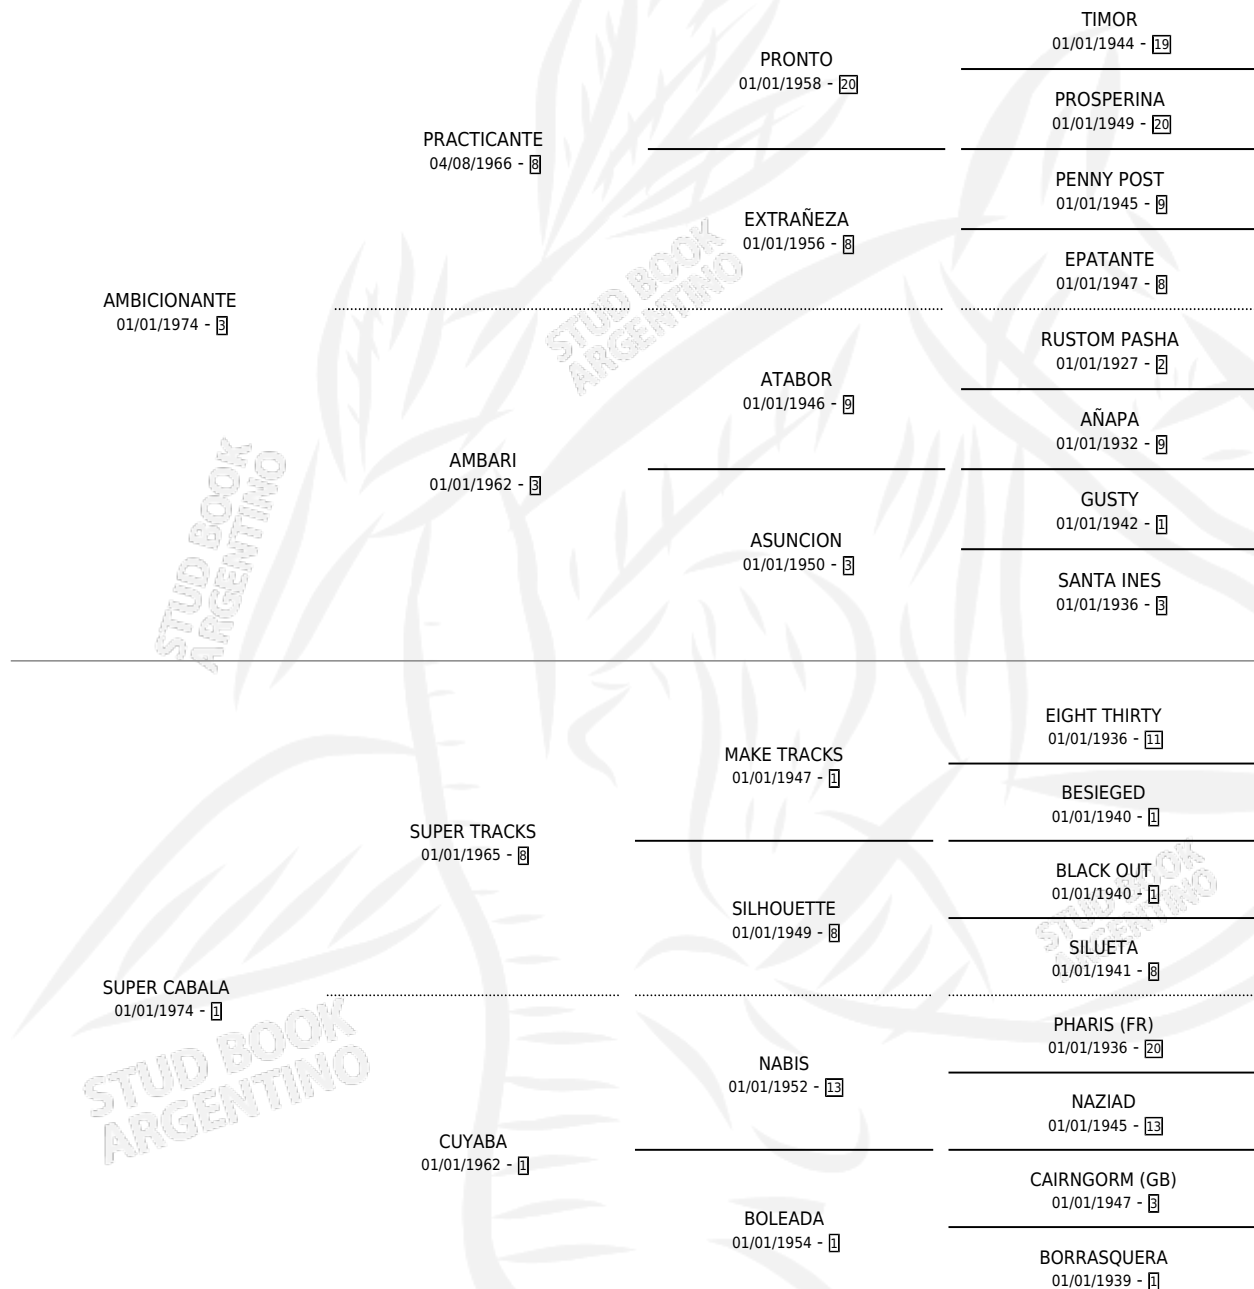 TIMOR
01/01/1944 - 19
PRONTO
01/01/1958 - 20
PROSPERINA
01/01/1949 - 20
PRACTICANTE
04/08/1966 - 8
PENNY POST
01/01/1945 - 9
EXTRAÑEZA
01/01/1956 - 8
EPATANTE
01/01/1947 - 8
AMBICIONANTE
01/01/1974 - 3
RUSTOM PASHA
01/01/1927 - 2
ATABOR
01/01/1946 - 9
AÑAPA
01/01/1932 - 9
AMBARI
01/01/1962 - 3
GUSTY
01/01/1942 - 1
ASUNCION
01/01/1950 - 3
SANTA INES
01/01/1936 - 3
EIGHT THIRTY
01/01/1936 - 11
MAKE TRACKS
01/01/1947 - 1
BESIEGED
01/01/1940 - 1
SUPER TRACKS
01/01/1965 - 8
BLACK OUT
01/01/1940 - 1
SILHOUETTE
01/01/1949 - 8
SILUETA
01/01/1941 - 8
SUPER CABALA
01/01/1974 - 1
PHARIS (FR)
01/01/1936 - 20
NABIS
01/01/1952 - 13
NAZIAD
01/01/1945 - 13
CUYABA
01/01/1962 - 1
CAIRNGORM (GB)
01/01/1947 - 3
BOLEADA
01/01/1954 - 1
BORRASQUERA
01/01/1939 - 1
STUD BOOK
ARGENTINO
STUD BOOK
ARGENTINO
STUD BOOK
ARGENTINO
STUD BOOK
ARGENTINO